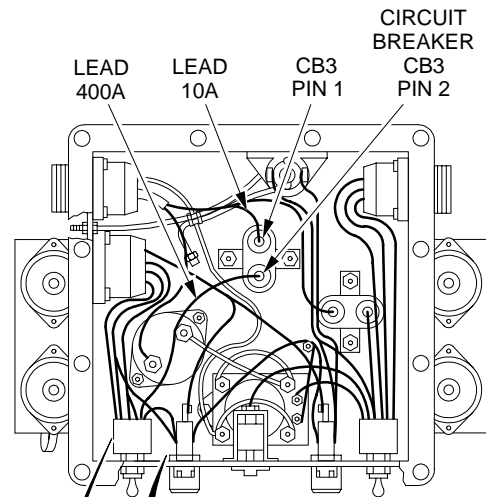 LEAD
400A
LEAD
10A
CB3
PIN 1
CIRCUIT
BREAKER
CB3
PIN 2